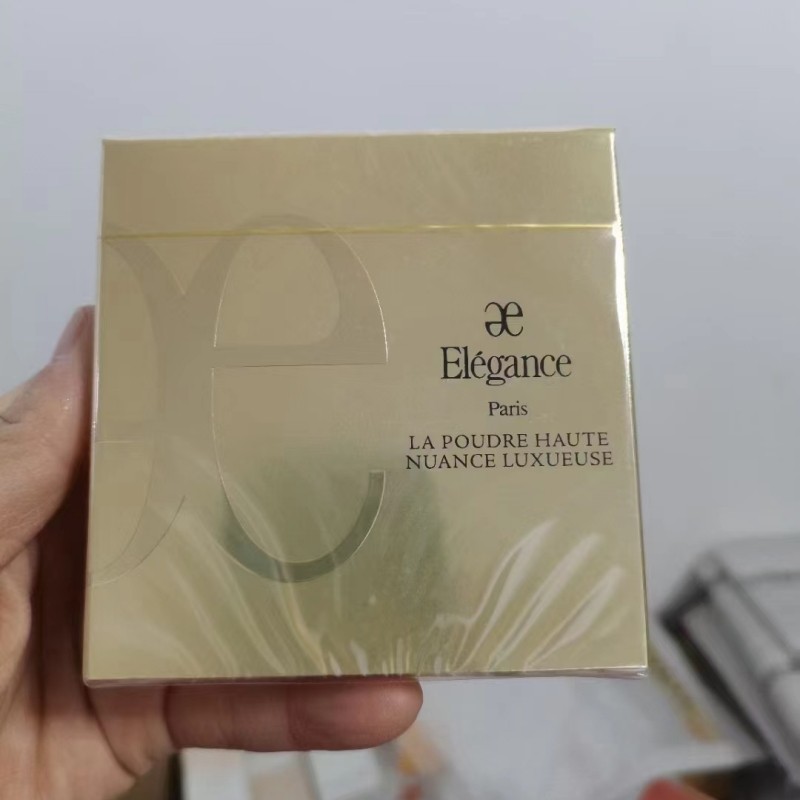 æ
Elégance
Paris
LA POUDRE HAUTE
NUANCE LUXUEUSE